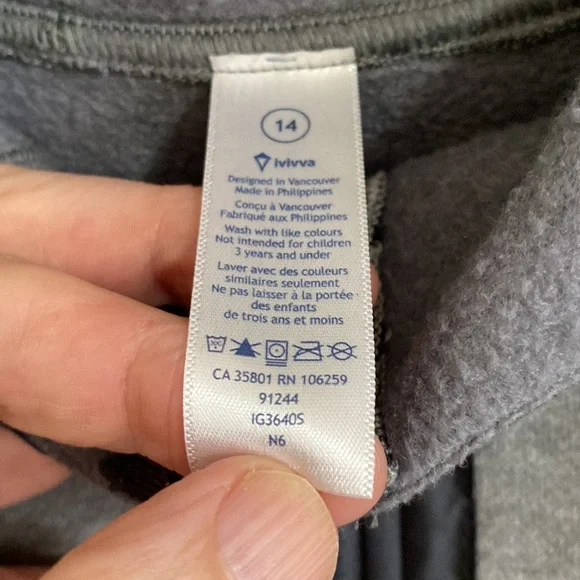 14
ivivva
Designed in Vancouver
Made in Philippines
Conçu à Vancouver
Fabriqué aux Philippines
Wash with like colours
Not intended for children
3 years and under
Laver avec des couleurs
similaires seulement
Ne pas laisser à la portée
des enfants
de trois ans et moins
CA 35801 RN 106259
91244
IG3640S
N6